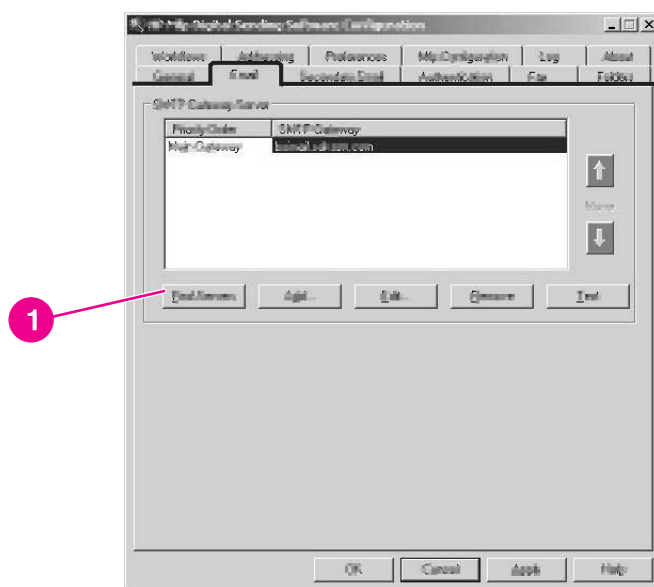 Digital Sending Software Configuration
Workflows Addressing Preferences Mfp Configuration Log About
General Email Secondary Email Authentication Fax Folders
SMTP Gateway Server
Priority Order SMTP Gateway
Main Gateway
Move
1
Find Servers Add... Edit... Remove Test
OK Cancel Apply Help